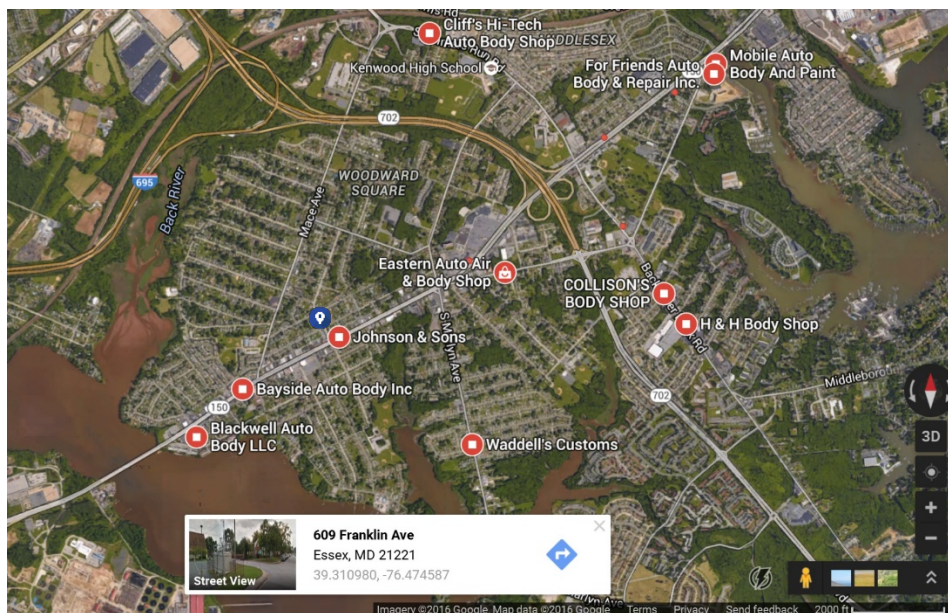 Cliff's Hi-Tech
Auto Body Shop
Kenwood High School
For Friends Auto
Body & Repair Inc.
Mobile Auto
Body And Paint
702
695
Back River
WOODWARD
SQUARE
Mace Ave
Eastern Auto Air
& Body Shop
COLLISON'S
BODY SHOP
H & H Body Shop
Johnson & Sons
S Marlyn Ave
Bayside Auto Body Inc
150
Middleboro
702
Blackwell Auto
Body LLC
Waddell's Customs
3D
609 Franklin Ave
Essex, MD 21221
39.310980, -76.474587
Street View
Imagery ©2016 Google, Map data ©2016 Google Terms Privacy Send feedback 2000 ft